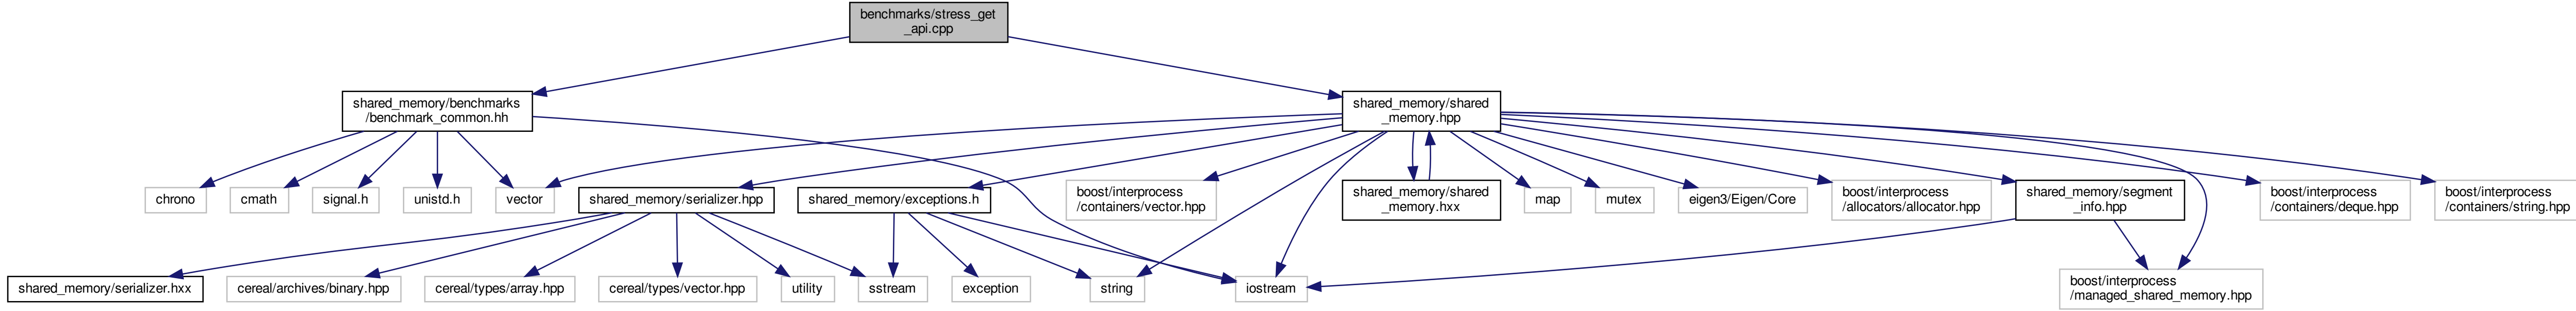 benchmarks/stress_get
_api.cpp
shared_memory/benchmarks
/benchmark_common.hh
shared_memory/shared
_memory.hpp
chrono
cmath
signal.h
unistd.h
vector
shared_memory/serializer.hpp
shared_memory/exceptions.h
boost/interprocess
/containers/vector.hpp
shared_memory/shared
_memory.hxx
map
mutex
eigen3/Eigen/Core
boost/interprocess
/allocators/allocator.hpp
shared_memory/segment
_info.hpp
boost/interprocess
/containers/deque.hpp
boost/interprocess
/containers/string.hpp
shared_memory/serializer.hxx
cereal/archives/binary.hpp
cereal/types/array.hpp
cereal/types/vector.hpp
utility
sstream
exception
string
iostream
boost/interprocess
/managed_shared_memory.hpp